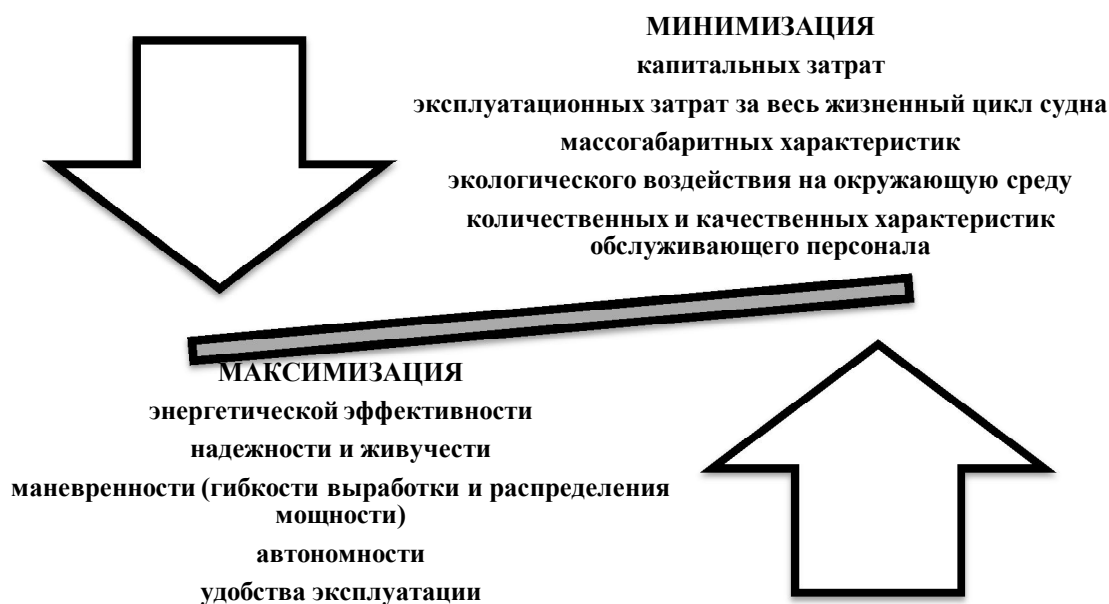 МИНИМИЗАЦИЯ
капитальных затрат
эксплуатационных затрат за весь жизненный цикл судна
массогабаритных характеристик
экологического воздействия на окружающую среду
количественных и качественных характеристик
обслуживающего персонала
МАКСИМИЗАЦИЯ
энергетической эффективности
надежности и живучести
маневренности (гибкости выработки и распределения
мощности)
автономности
удобства эксплуатации